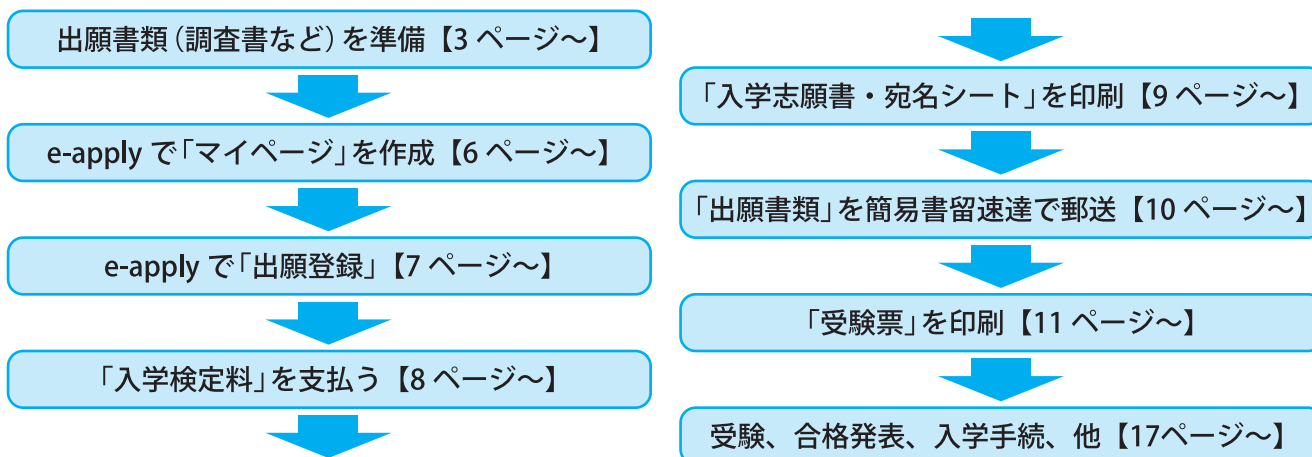 出願書類（調査書など）を準備【3 ページ～】
e-apply で「マイページ」を作成【6 ページ～】
e-apply で「出願登録」【7 ページ～】
「入学検定料」を支払う【8 ページ～】
「入学志願書・宛名シート」を印刷【9 ページ～】
「出願書類」を簡易書留速達で郵送【10 ページ～】
「受験票」を印刷【11 ページ～】
受験、合格発表、入学手続、他【17ページ～】